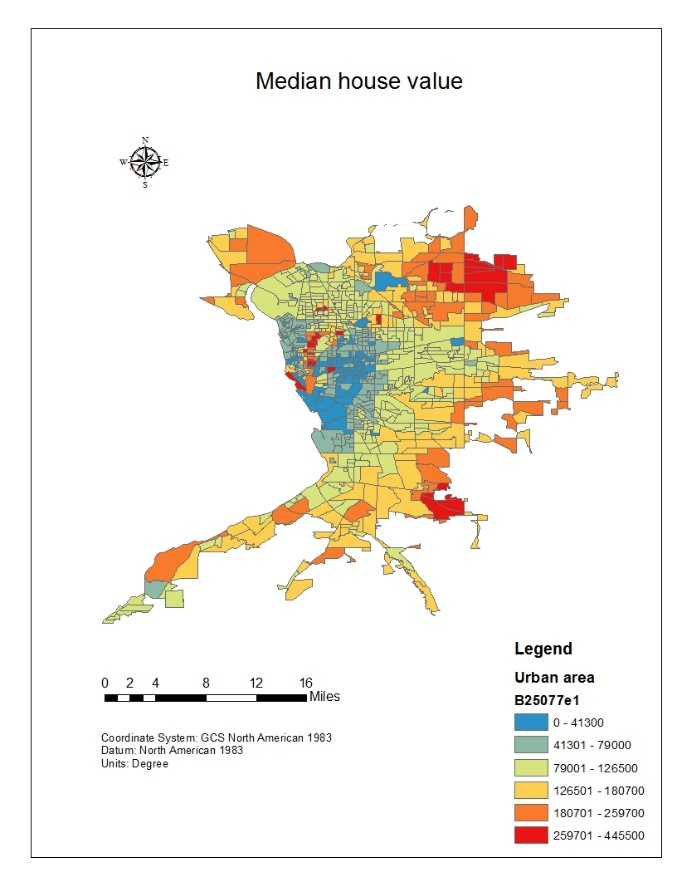 Median house value
N
W E
S
0 2 4 8 12 16
Miles
Coordinate System: GCS North American 1983
Datum: North American 1983
Units: Degree
Legend
Urban area
B25077e1
0 - 41300
41301 - 79000
79001 - 126500
126501 - 180700
180701 - 259700
259701 - 445500